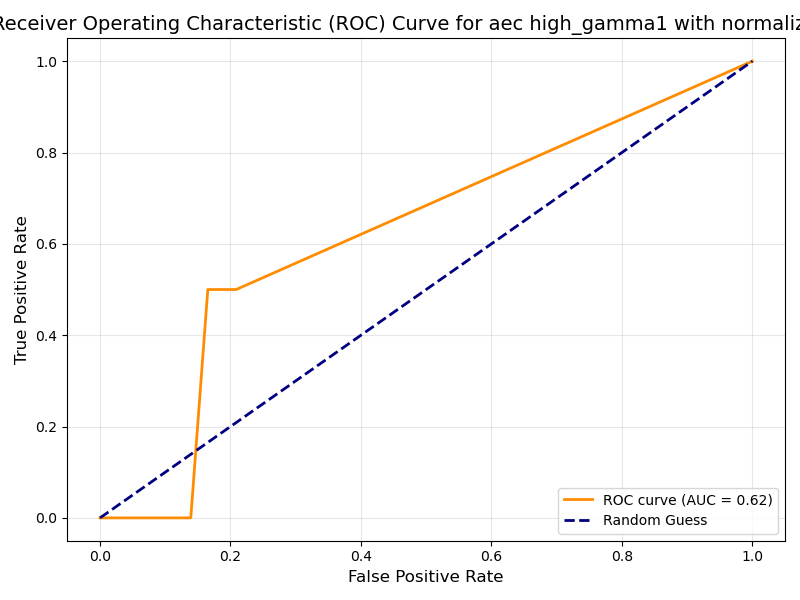 Receiver Operating Characteristic (ROC) Curve for aec high_gamma1 with normaliz
1.0
0.8
0.6
0.4
0.2
0.0
True Positive Rate
0.0 0.2 0.4 0.6 0.8 1.0
False Positive Rate
ROC curve (AUC = 0.62)
Random Guess